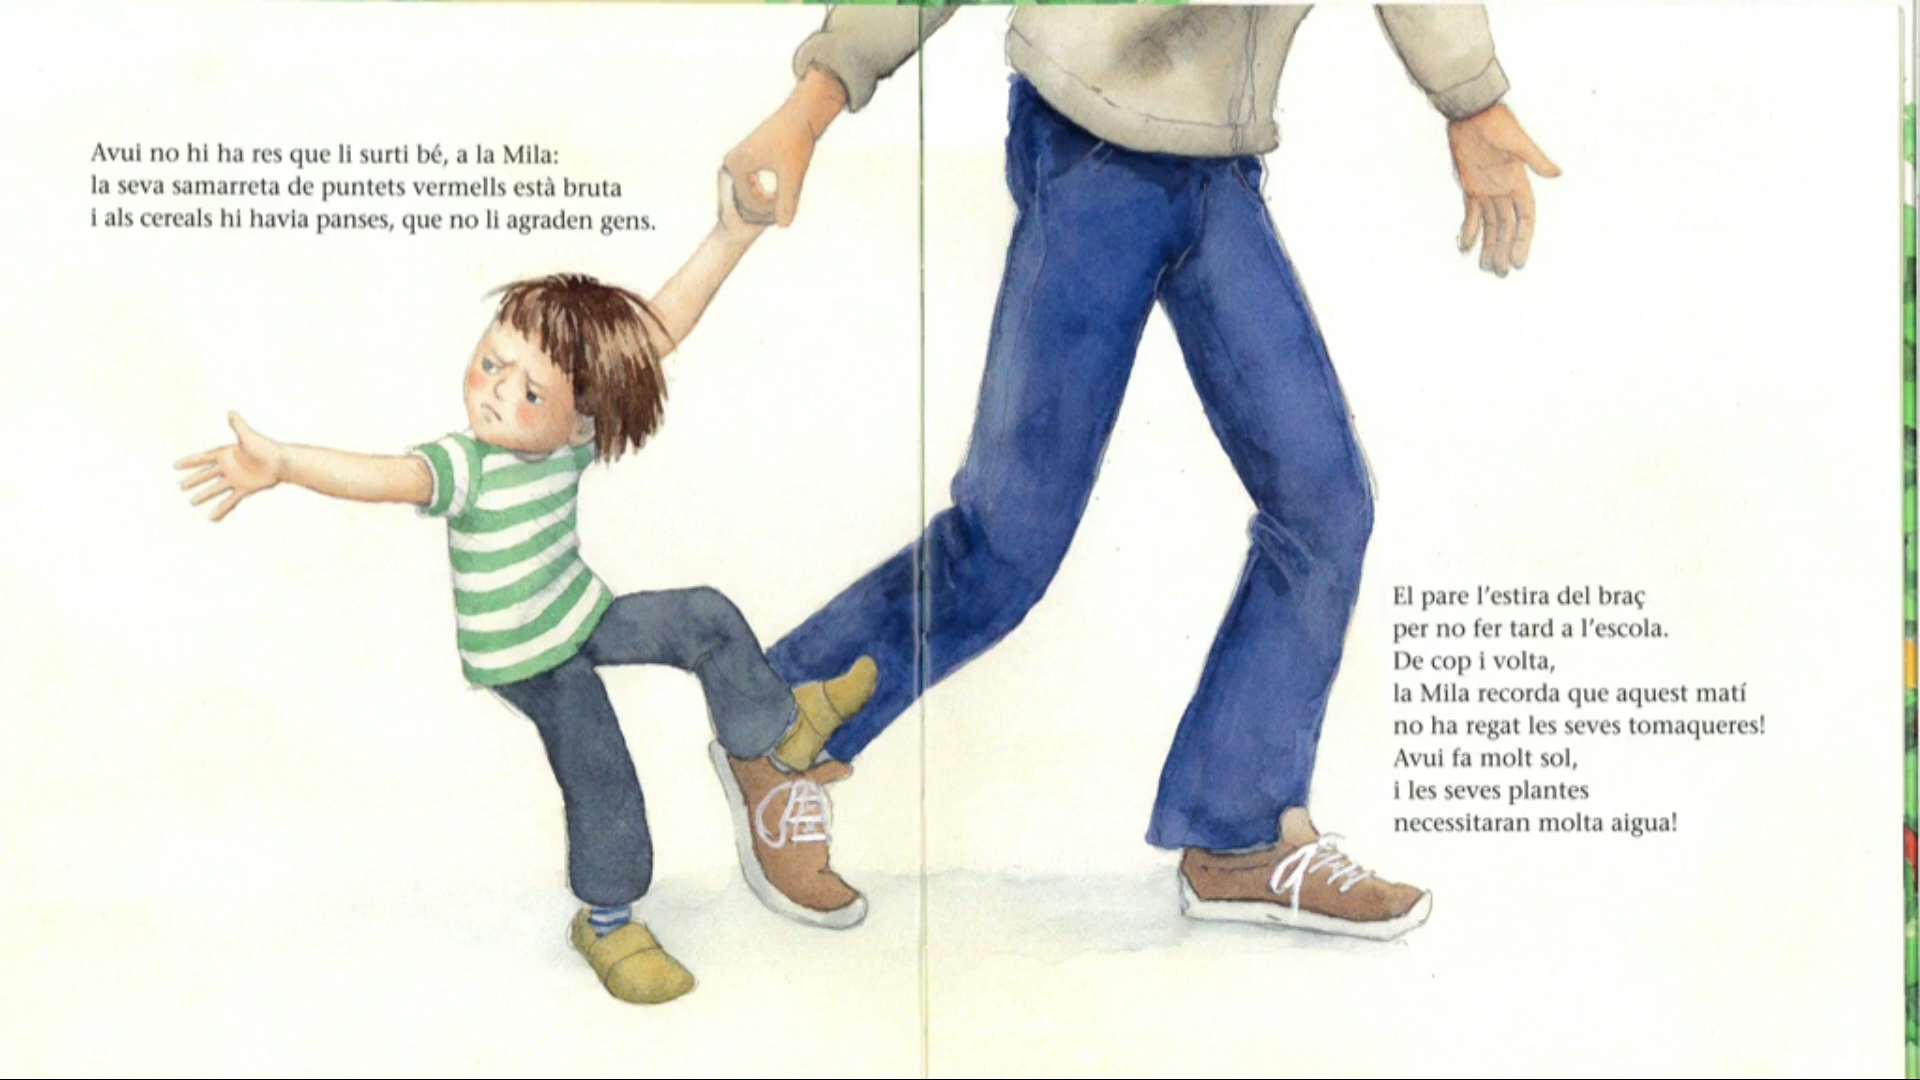 Avui no hi ha res que li surti bé, a la Mila:
la seva samarreta de puntets vermells està bruta
i als cereals hi havia panses, que no li agraden gens.
El pare l'estira del braç
per no fer tard a l'escola.
De cop i volta,
la Mila recorda que aquest matí
no ha regat les seves tomaqueres!
Avui fa molt sol,
i les seves plantes
necessitaran molta aigua!